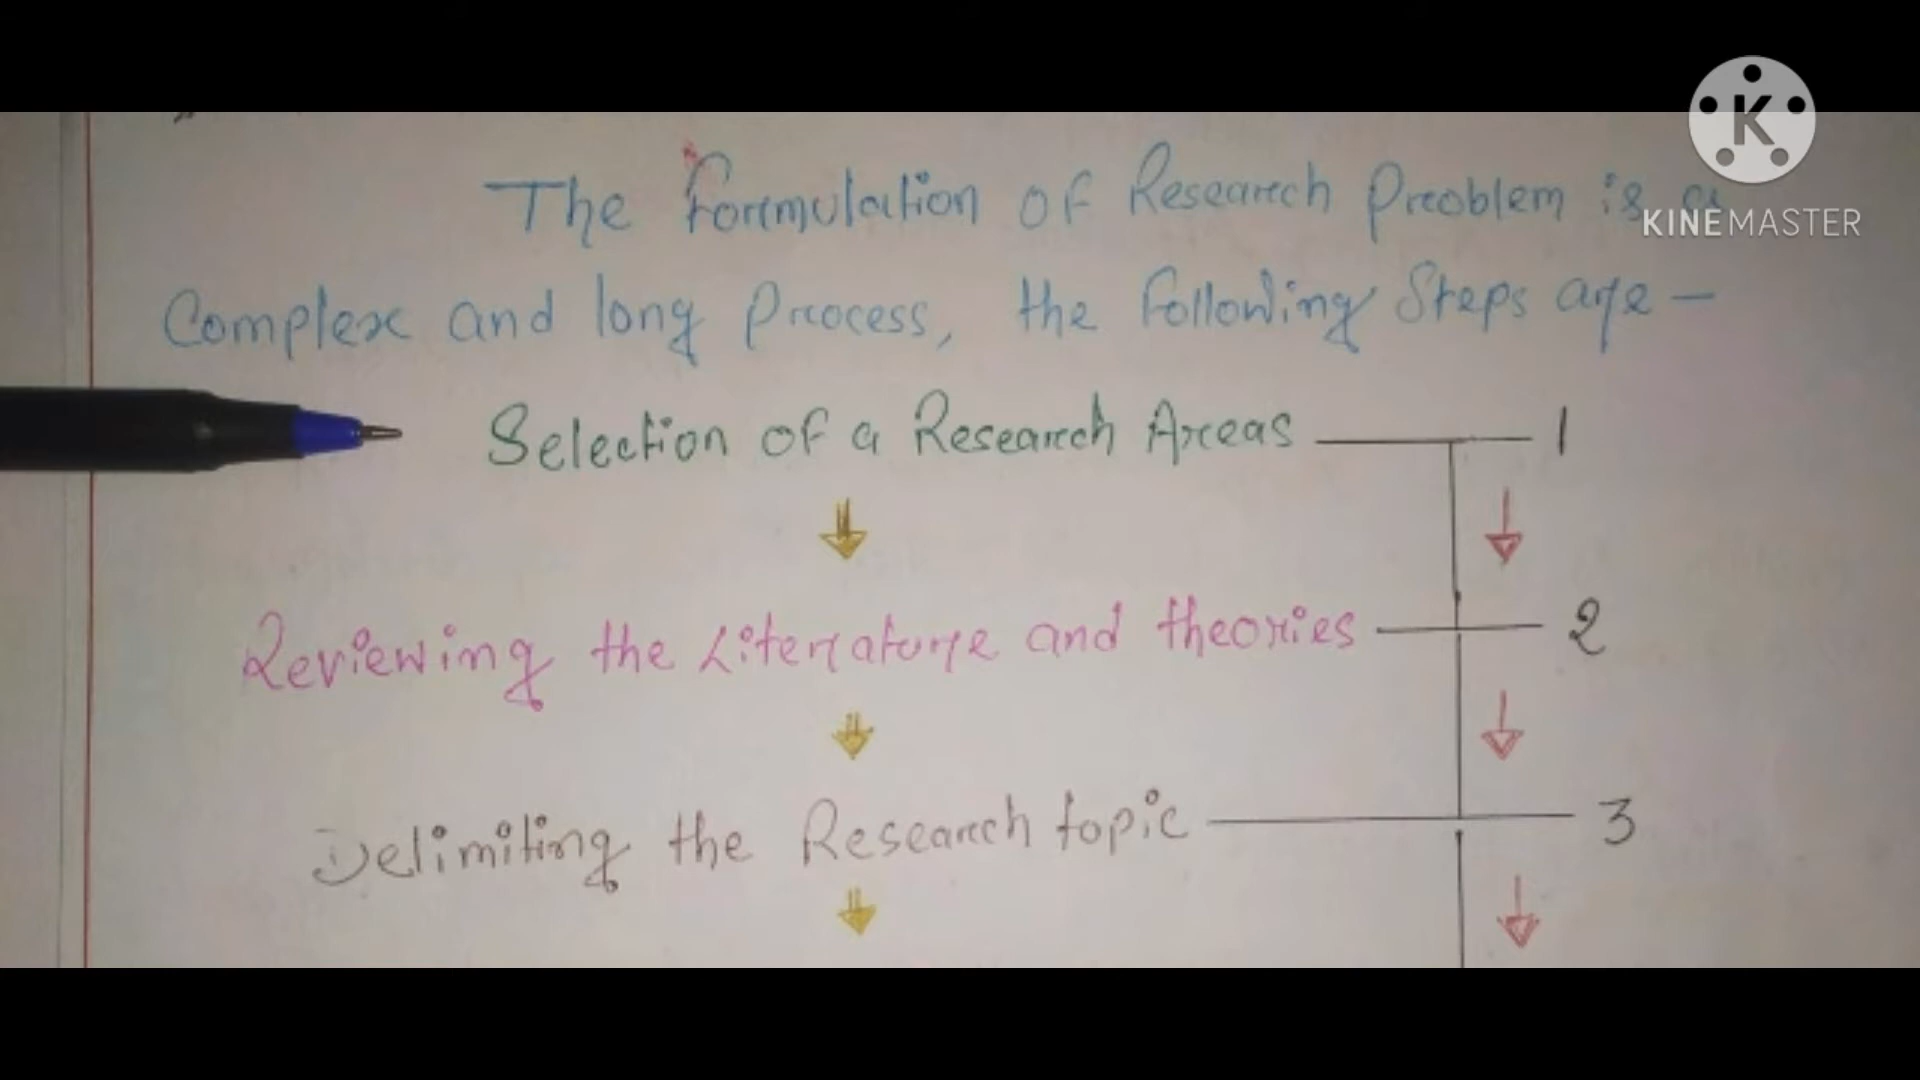 The Formulation of Research Problem is a
Complex and long Process, the Following Steps are –
Selection of a Research Areas — 1
Reviewing the Literature and theories — 2
Delimiting the Research topic — 3
K
KINEMASTER